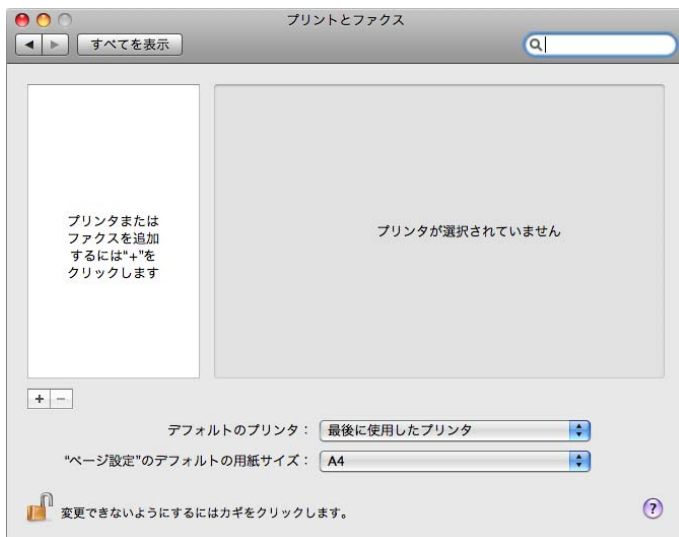 プリントとファクス
すべてを表示
プリンタまたは
ファクスを追加
するには"+"を
クリックします
プリンタが選択されていません
+ −
デフォルトのプリンタ： 最後に使用したプリンタ
"ページ設定"のデフォルトの用紙サイズ： A4
変更できないようにするにはカギをクリックします。
?